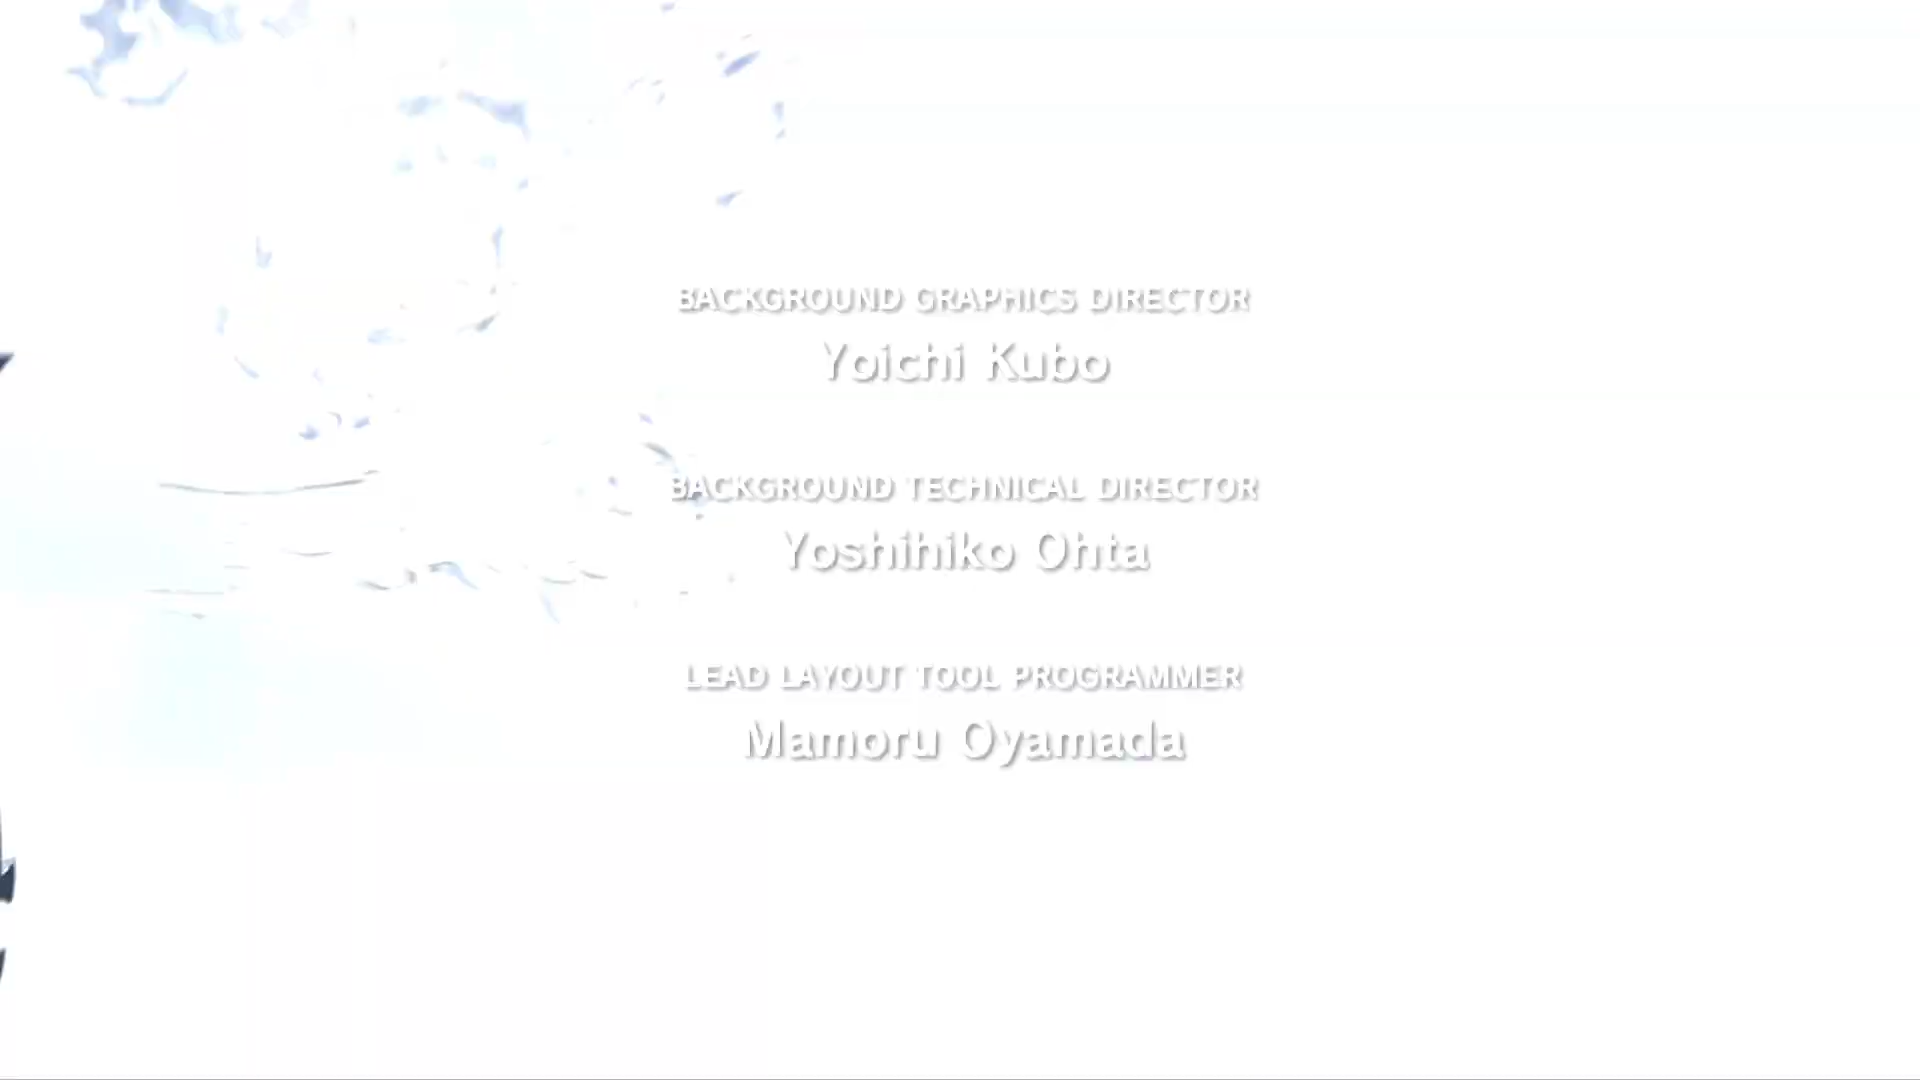 BACKGROUND GRAPHICS DIRECTOR
Yoichi Kubo
BACKGROUND TECHNICAL DIRECTOR
Yoshihiko Ohta
LEAD LAYOUT TOOL PROGRAMMER
Mamoru Oyamada